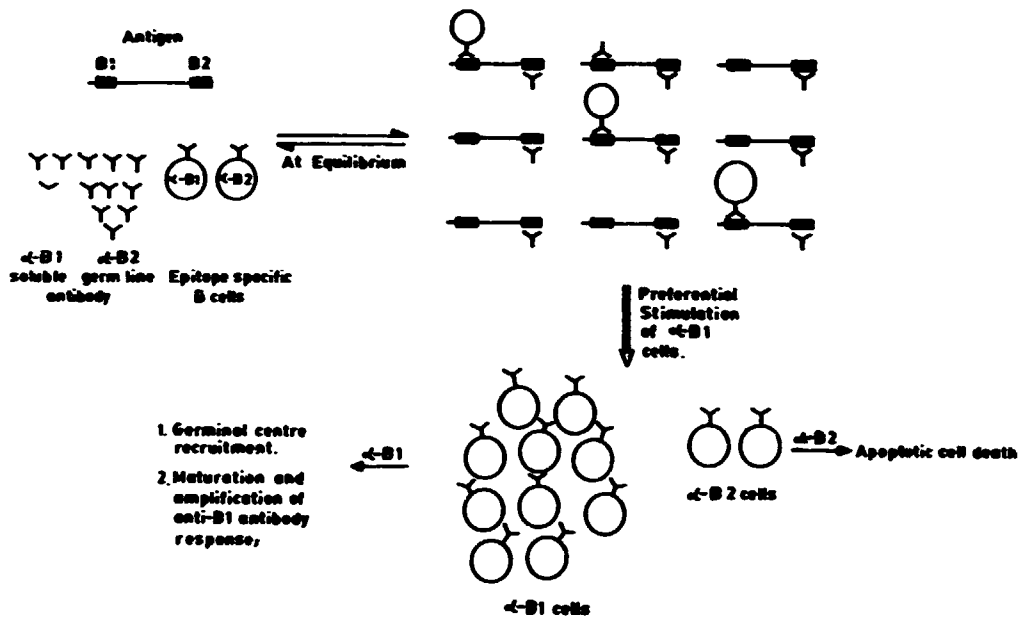 Antigen
B1 B2
At Equilibrium
α-B1 α-B2
α-B1 α-B2
soluble germ line
antibody
Epitope specific
B cells
Preferential
Stimulation
of α-B1
cells.
1. Germinal centre
recruitment.
2. Maturation and
amplification of
anti-B1 antibody
response,
α-B1
α-B2
Apoptotic cell death
α-B2 cells
α-B1 cells